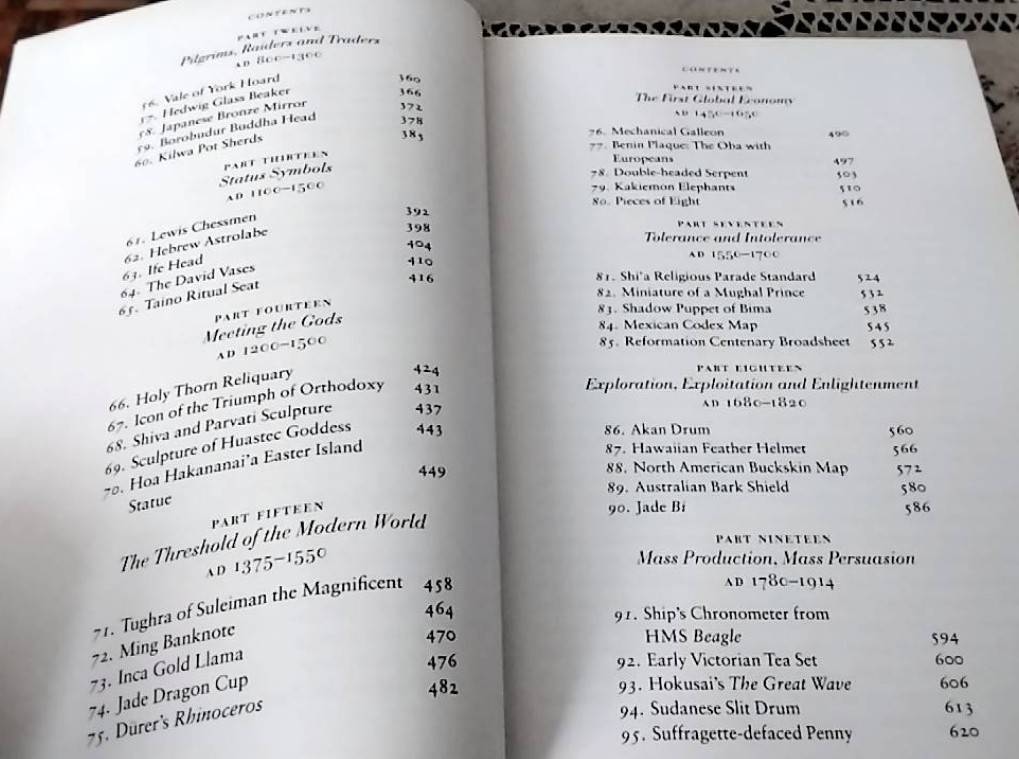 CONTENTS
PART TWELVE
Pilgrims, Raiders and Traders
AD 800–1300
56. Vale of York Hoard 360
57. Hedwig Glass Beaker 366
58. Japanese Bronze Mirror 372
59. Borobudur Buddha Head 378
60. Kilwa Pot Sherds 383
PART THIRTEEN
Status Symbols
AD 1100–1500
61. Lewis Chessmen 392
62. Hebrew Astrolabe 398
63. Ife Head 404
64. The David Vases 410
65. Taino Ritual Seat 416
PART FOURTEEN
Meeting the Gods
AD 1200–1500
66. Holy Thorn Reliquary 424
67. Icon of the Triumph of Orthodoxy 431
68. Shiva and Parvati Sculpture 437
69. Sculpture of Huastec Goddess 443
70. Hoa Hakananai'a Easter Island
Statue 449
PART FIFTEEN
The Threshold of the Modern World
AD 1375–1550
71. Tughra of Suleiman the Magnificent 458
72. Ming Banknote 464
73. Inca Gold Llama 470
74. Jade Dragon Cup 476
75. Dürer's Rhinoceros 482
CONTENTS
PART SIXTEEN
The First Global Economy
AD 1450–1650
76. Mechanical Galleon 490
77. Benin Plaque: The Oba with
Europeans 497
78. Double-headed Serpent 503
79. Kakiemon Elephants 510
80. Pieces of Eight 516
PART SEVENTEEN
Tolerance and Intolerance
AD 1550–1700
81. Shi'a Religious Parade Standard 524
82. Miniature of a Mughal Prince 532
83. Shadow Puppet of Bima 538
84. Mexican Codex Map 545
85. Reformation Centenary Broadsheet 552
PART EIGHTEEN
Exploration, Exploitation and Enlightenment
AD 1680–1820
86. Akan Drum 560
87. Hawaiian Feather Helmet 566
88. North American Buckskin Map 572
89. Australian Bark Shield 580
90. Jade Bi 586
PART NINETEEN
Mass Production, Mass Persuasion
AD 1780–1914
91. Ship's Chronometer from
HMS Beagle 594
92. Early Victorian Tea Set 600
93. Hokusai's The Great Wave 606
94. Sudanese Slit Drum 613
95. Suffragette-defaced Penny 620